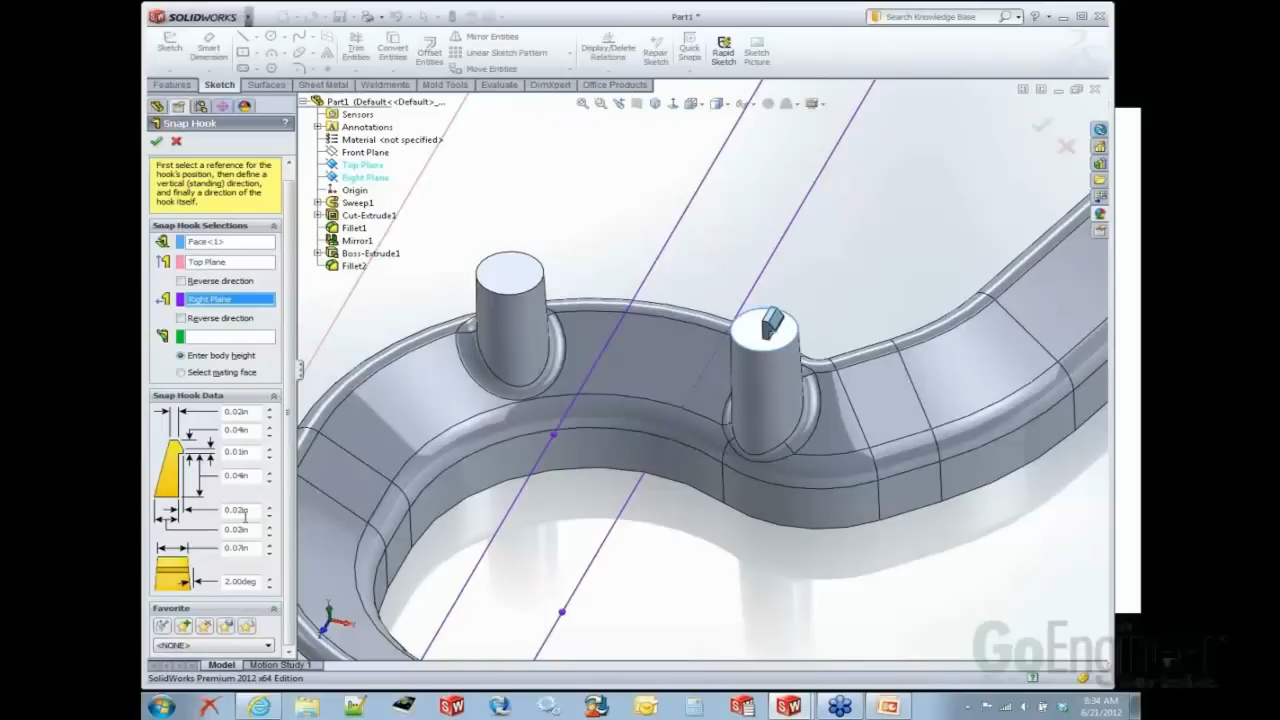 SOLIDWORKS
Part1 *
Search Knowledge Base
Sketch
Smart Dimension
Trim Entities
Convert Entities
Offset Entities
Mirror Entities
Linear Sketch Pattern
Move Entities
Display/Delete Relations
Repair Sketch
Quick Snaps
Rapid Sketch
Sketch Picture
Features
Sketch
Surfaces
Sheet Metal
Weldments
Mold Tools
Evaluate
DimXpert
Office Products
Snap Hook
?
First select a reference for the
hook's position, then define a
vertical (standing) direction,
and finally a direction of the
hook itself.
Snap Hook Selections
Face<1>
Top Plane
Reverse direction
Right Plane
Reverse direction
Enter body height
Select mating face
Snap Hook Data
0.02in
0.04in
0.01in
0.04in
0.02in
0.02in
0.07in
2.00deg
Favorite
<NONE>
Part1 (Default<<Default>_...
Sensors
Annotations
Material <not specified>
Front Plane
Top Plane
Right Plane
Origin
Sweep1
Cut-Extrude1
Fillet1
Mirror1
Boss-Extrude1
Fillet2
Model
Motion Study 1
SolidWorks Premium 2012 x64 Edition
GoEngineer
8:34 AM
6/21/2012